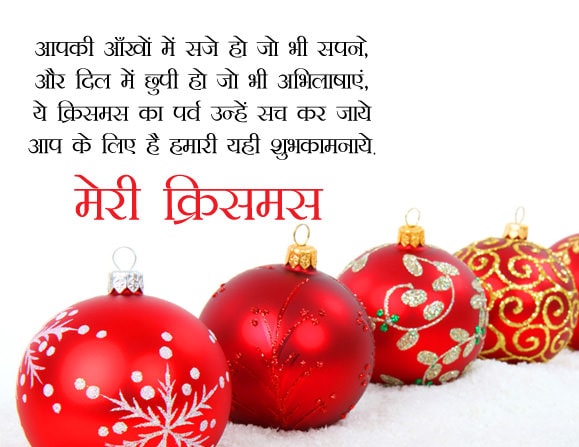 आपकी आँखों में सजे हो जो भी सपने,
और दिल में छुपी हो जो भी अभिलाषाएं,
ये क्रिसमस का पर्व उन्हें सच कर जाये
आप के लिए है हमारी यही शुभकामनाये.
मेरी क्रिसमस